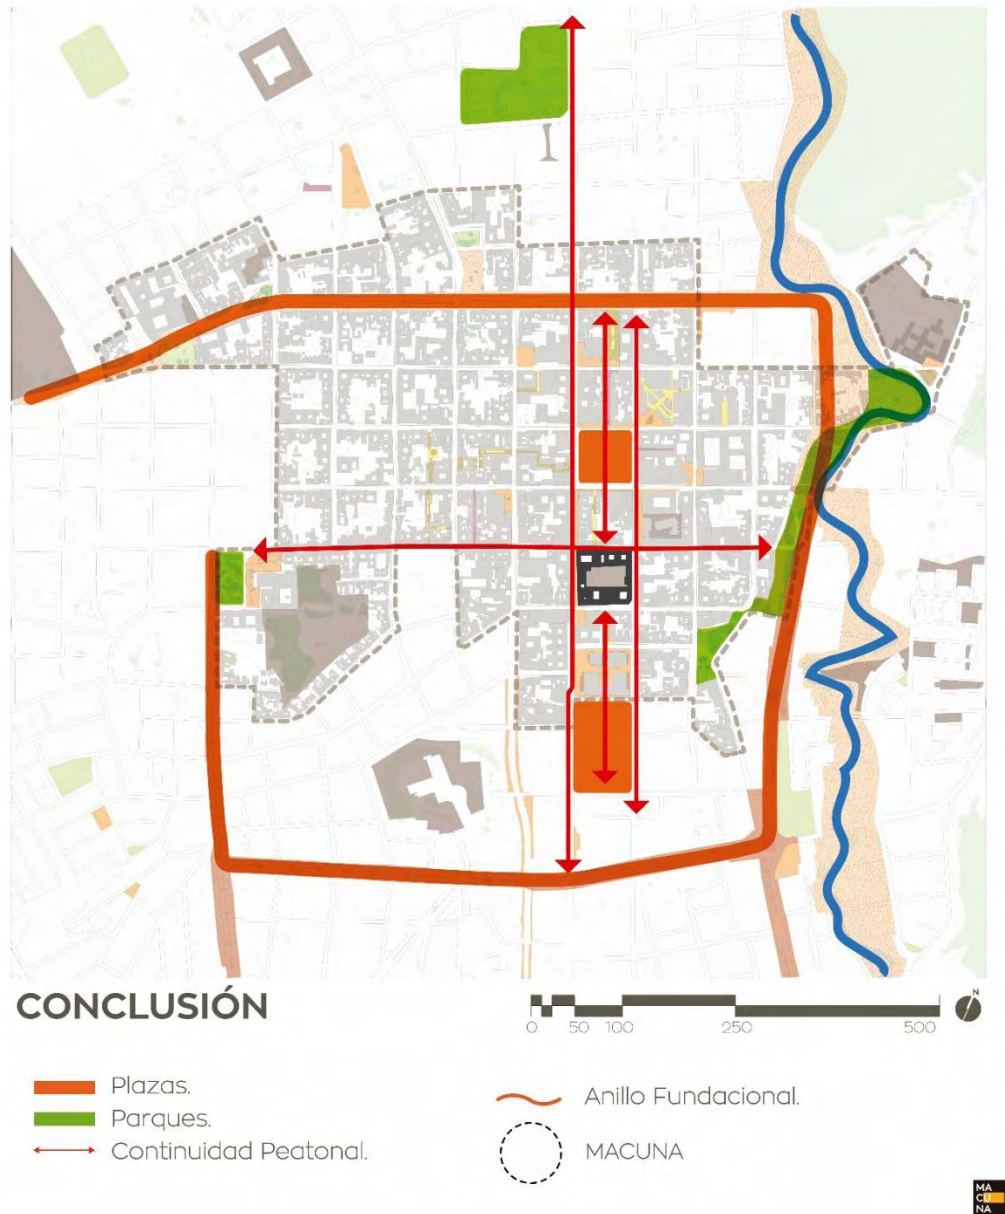 CONCLUSIÓN
N
0 50 100 250 500
Plazas.
Parques.
Continuidad Peatonal.
Anillo Fundacional.
MACUNA
MA
CU
NA